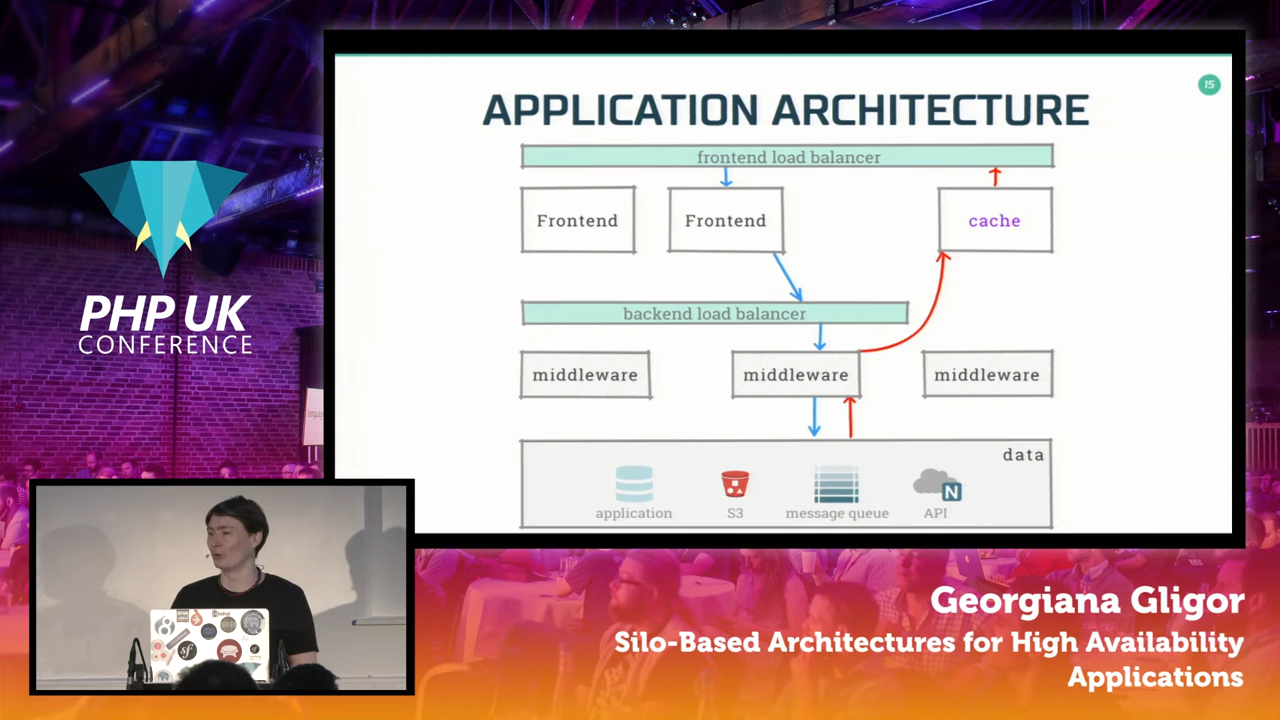 15
APPLICATION ARCHITECTURE
frontend load balancer
Frontend
Frontend
cache
backend load balancer
middleware
middleware
middleware
data
application
S3
message queue
N
API
PHP UK
CONFERENCE
sf
Georgiana Gligor
Silo-Based Architectures for High Availability
Applications